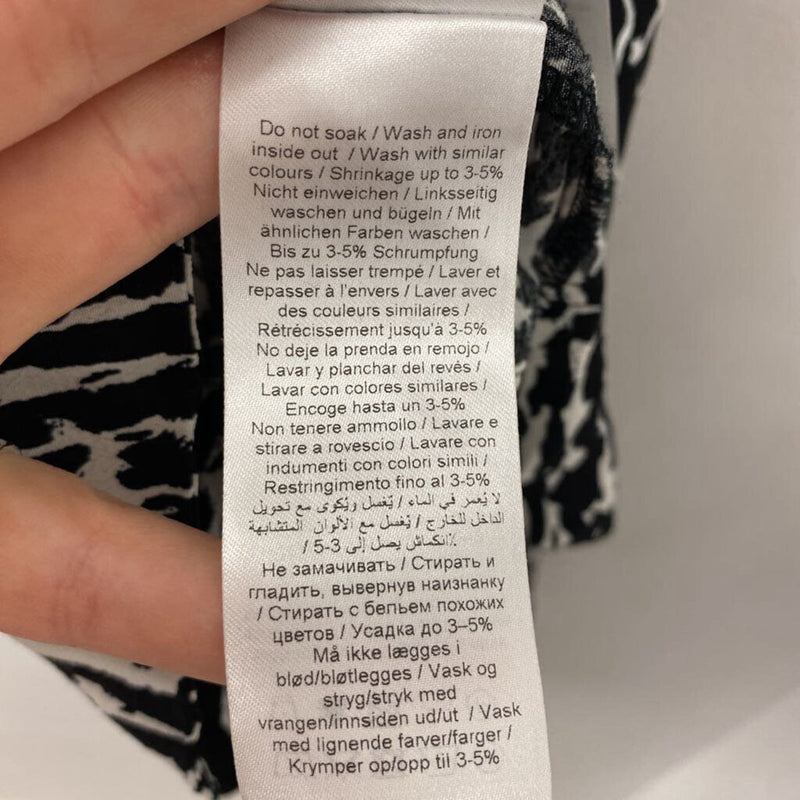 Do not soak / Wash and iron
inside out / Wash with similar
colours / Shrinkage up to 3-5%
Nicht einweichen / Linksseitig
waschen und bügeln / Mit
ähnlichen Farben waschen /
Bis zu 3-5% Schrumpfung
Ne pas laisser trempé / Laver et
repasser à l'envers / Laver avec
des couleurs similaires /
Rétrécissement jusqu'à 3-5%
No deje la prenda en remojo /
Lavar y planchar del revés /
Lavar con colores similares /
Encoge hasta un 3-5%
Non tenere ammollo / Lavare e
stirare a rovescio / Lavare con
indumenti con colori simili /
Restringimento fino al 3-5%
لا يُغمر في الماء / يُغسل ويُكوى مع تحويل
الداخل للخارج / يُغسل مع الألوان المتشابهة
/ انكماش يصل إلى 3-5٪
Не замачивать / Стирать и
гладить, вывернув наизнанку
/ Стирать с бельем похожих
цветов / Усадка до 3–5%
Må ikke lægges i
blød/bløtlegges / Vask og
stryg/stryk med
vrangen/innsiden ud/ut / Vask
med lignende farver/farger /
Krymper op/opp til 3-5%